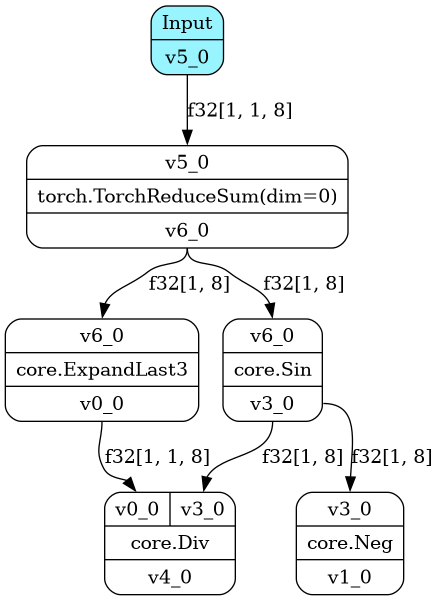 Input
v5_0
f32[1, 1, 8]
v5_0
torch.TorchReduceSum(dim=0)
v6_0
f32[1, 8]
f32[1, 8]
v6_0
core.ExpandLast3
v0_0
v6_0
core.Sin
v3_0
f32[1, 1, 8]
f32[1, 8]
f32[1, 8]
v0_0 v3_0
core.Div
v4_0
v3_0
core.Neg
v1_0